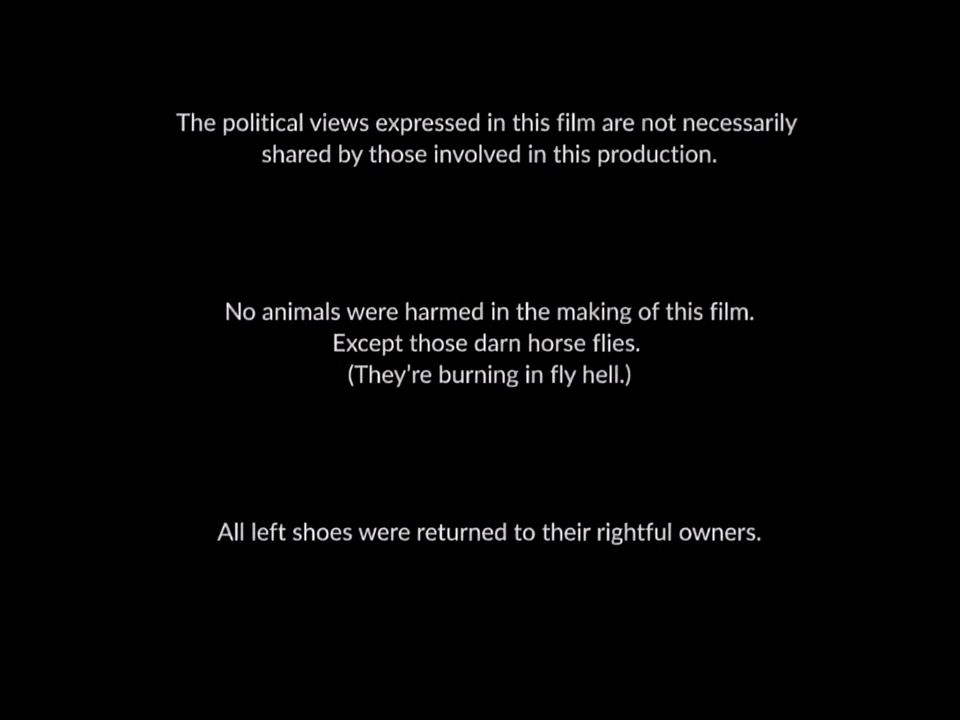 The political views expressed in this film are not necessarily
shared by those involved in this production.
No animals were harmed in the making of this film.
Except those darn horse flies.
(They're burning in fly hell.)
All left shoes were returned to their rightful owners.